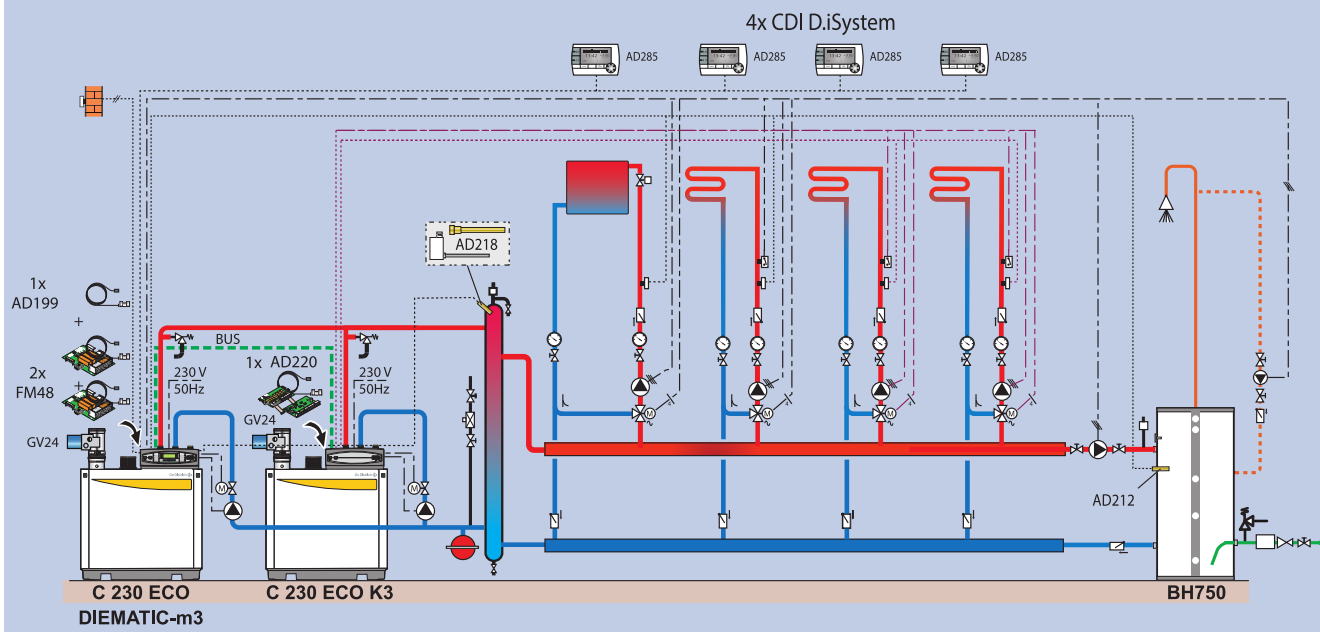 4x CDI D.iSystem
AD285
AD285
AD285
AD285
AD218
1x
AD199
+
2x
FM48
+
BUS
230 V
50Hz
1x AD220
230 V
50Hz
GV24
GV24
M
M
M
M
M
M
AD212
C 230 ECO
DIEMATIC-m3
C 230 ECO K3
BH750